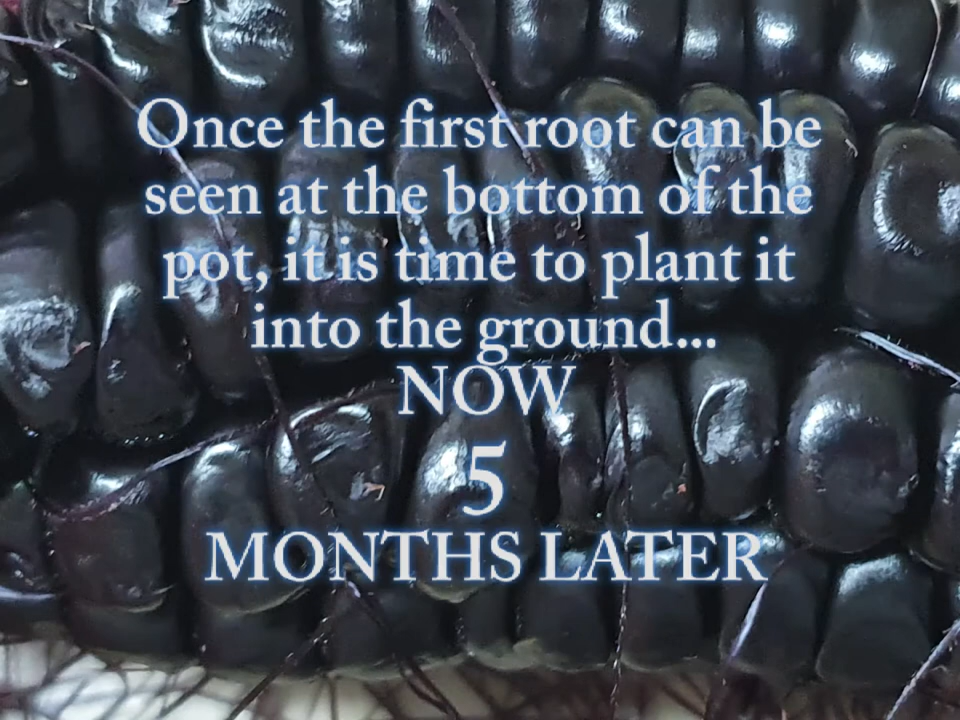 Once the first root can be
seen at the bottom of the
pot, it is time to plant it
into the ground...
NOW
5
MONTHS LATER